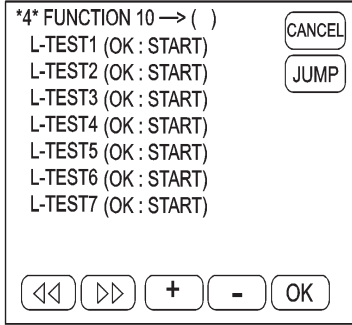 *4* FUNCTION 10 —> (  )
CANCEL
L-TEST1 (OK : START)
L-TEST2 (OK : START)
JUMP
L-TEST3 (OK : START)
L-TEST4 (OK : START)
L-TEST5 (OK : START)
L-TEST6 (OK : START)
L-TEST7 (OK : START)
+ - OK